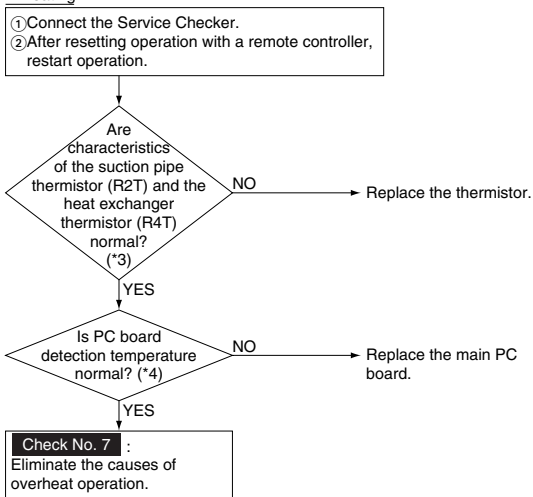 ①Connect the Service Checker.
②After resetting operation with a remote controller,
restart operation.
Are
characteristics
of the suction pipe
thermistor (R2T) and the
heat exchanger
thermistor (R4T)
normal?
(*3)
NO
Replace the thermistor.
YES
Is PC board
detection temperature
normal? (*4)
NO
Replace the main PC
board.
YES
Check No. 7 :
Eliminate the causes of
overheat operation.